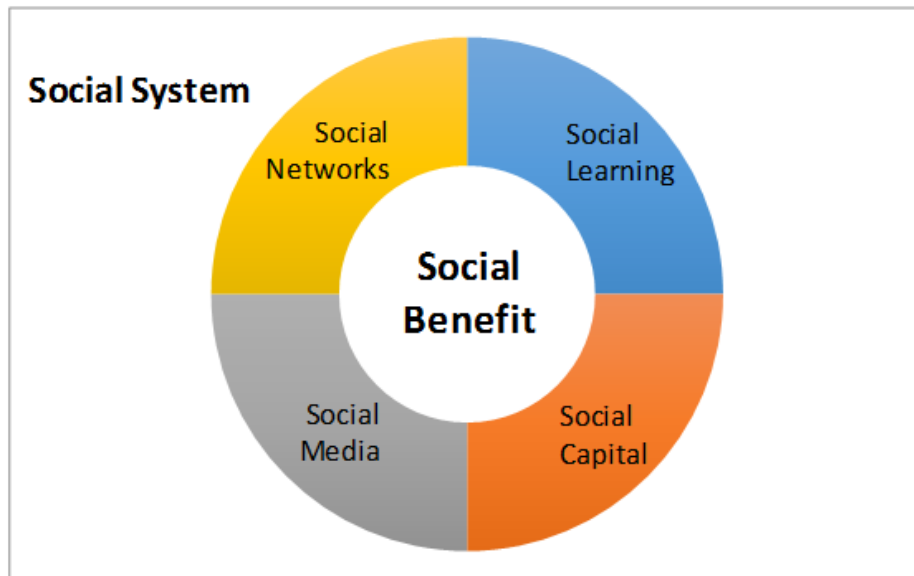 Social System
Social
Networks
Social
Learning
Social
Benefit
Social
Media
Social
Capital